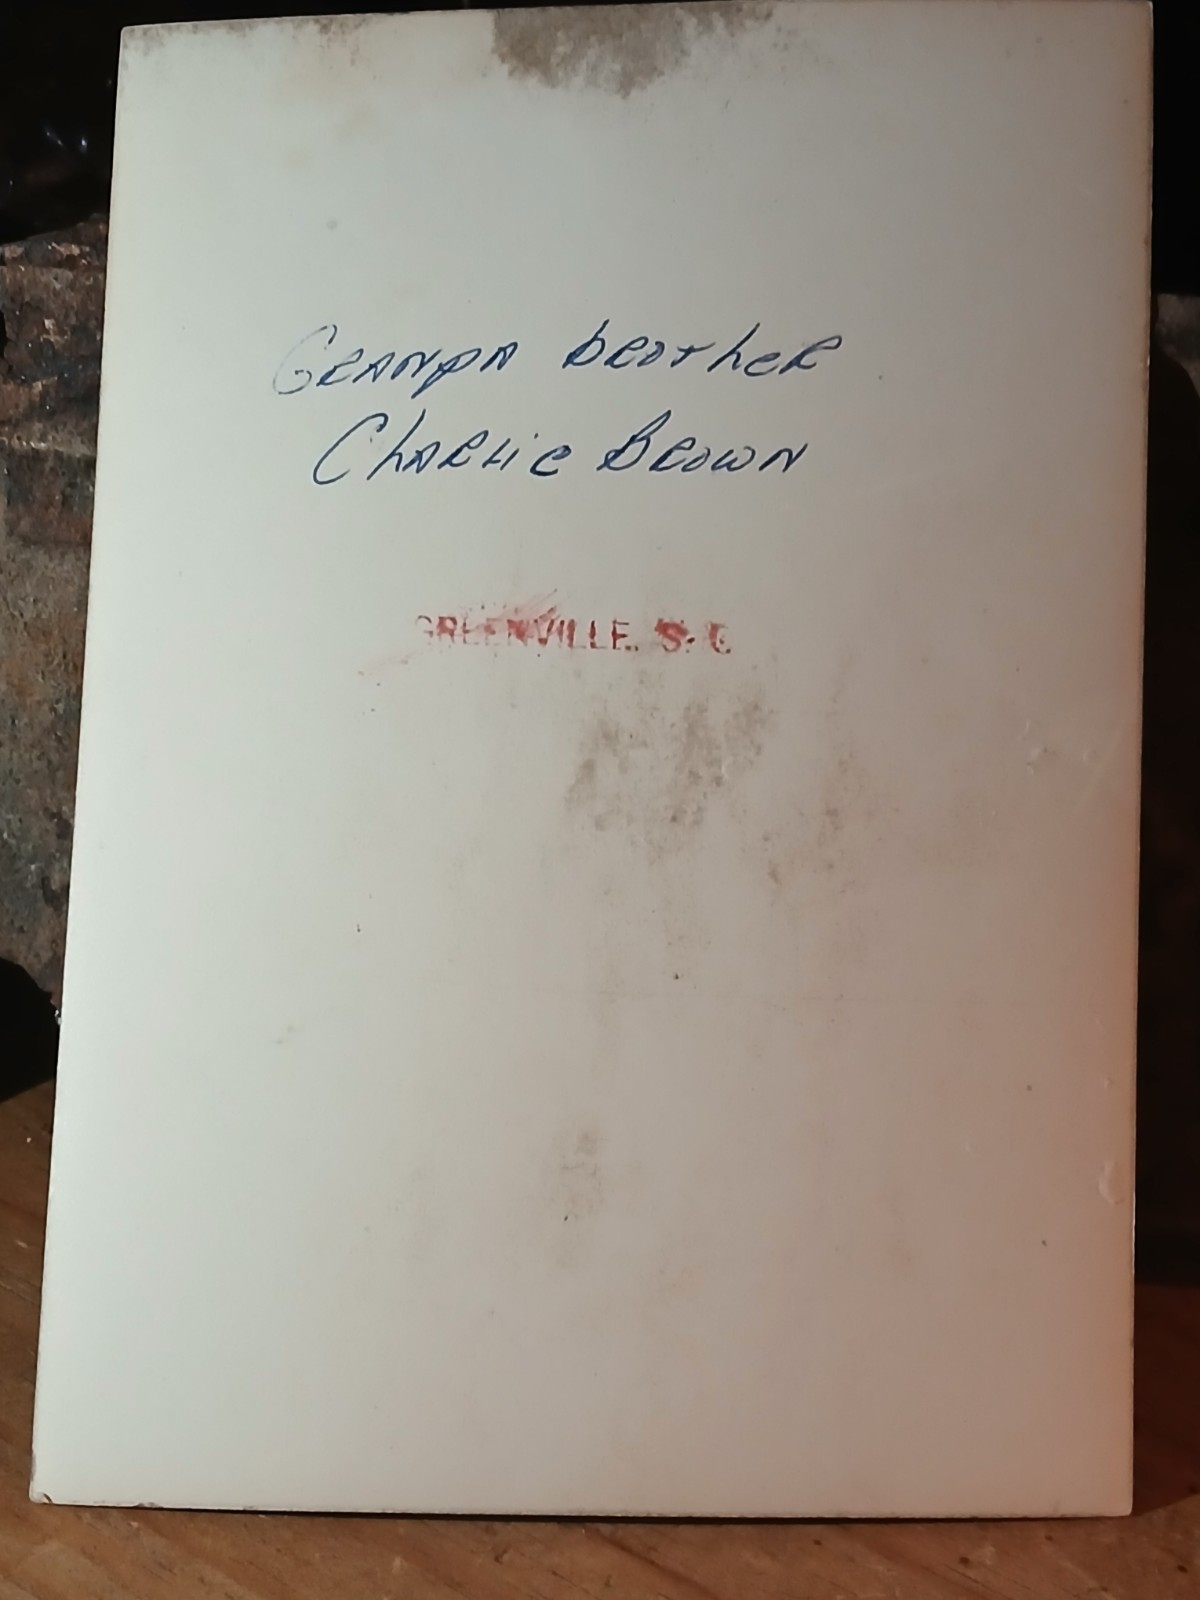 GRANPA bRothER
ChARLie BROWN
GREENVILLE, S. C